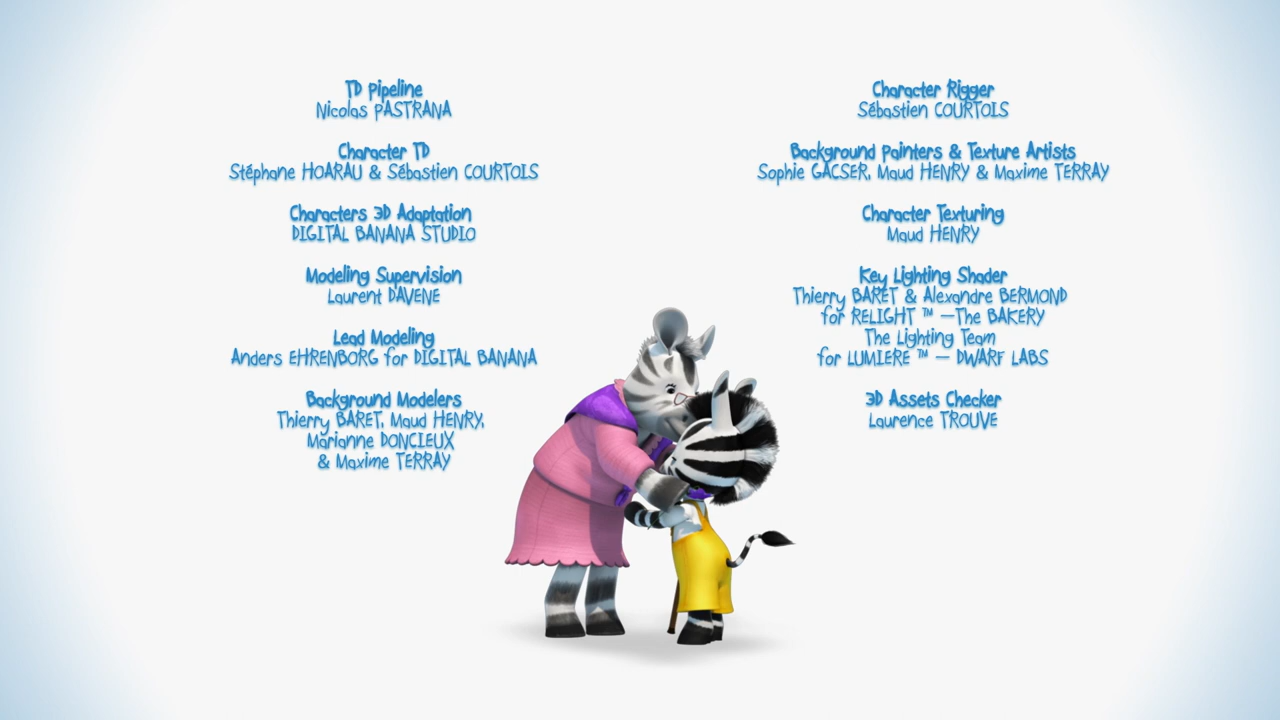 TD Pipeline
Nicolas PASTRANA
Character TD
Stéphane HOARAU & Sébastien COURTOIS
Characters 3D Adaptation
DIGITAL BANANA STUDIO
Modeling Supervision
Laurent DAVENE
Lead Modeling
Anders EHRENBORG for DIGITAL BANANA
Background Modelers
Thierry BARET, Maud HENRY,
Marianne DONCIEUX
& Maxime TERRAY
Character Rigger
Sébastien COURTOIS
Background Painters & Texture Artists
Sophie GACSER, Maud HENRY & Maxime TERRAY
Character Texturing
Maud HENRY
Key Lighting Shader
Thierry BARET & Alexandre BERMOND
for RELIGHT ™ —The BAKERY
The Lighting Team
for LUMIERE ™ — DWARF LABS
3D Assets Checker
Laurence TROUVE